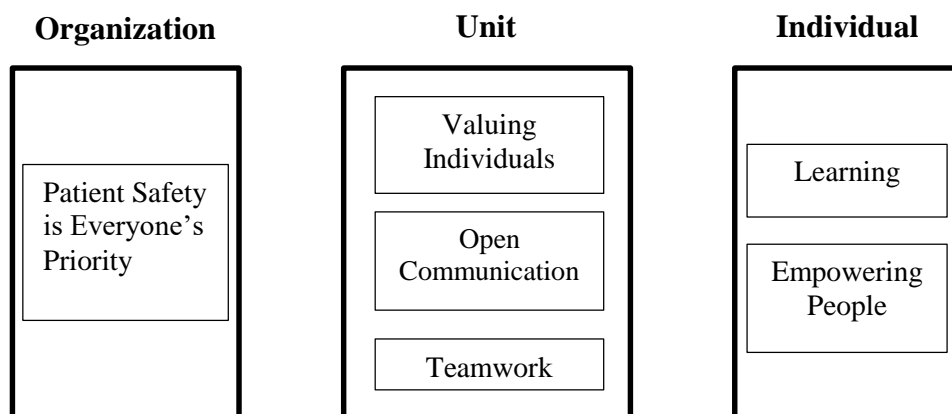 Organization
Unit
Individual
Patient Safety
is Everyone’s
Priority
Valuing
Individuals
Open
Communication
Teamwork
Learning
Empowering
People